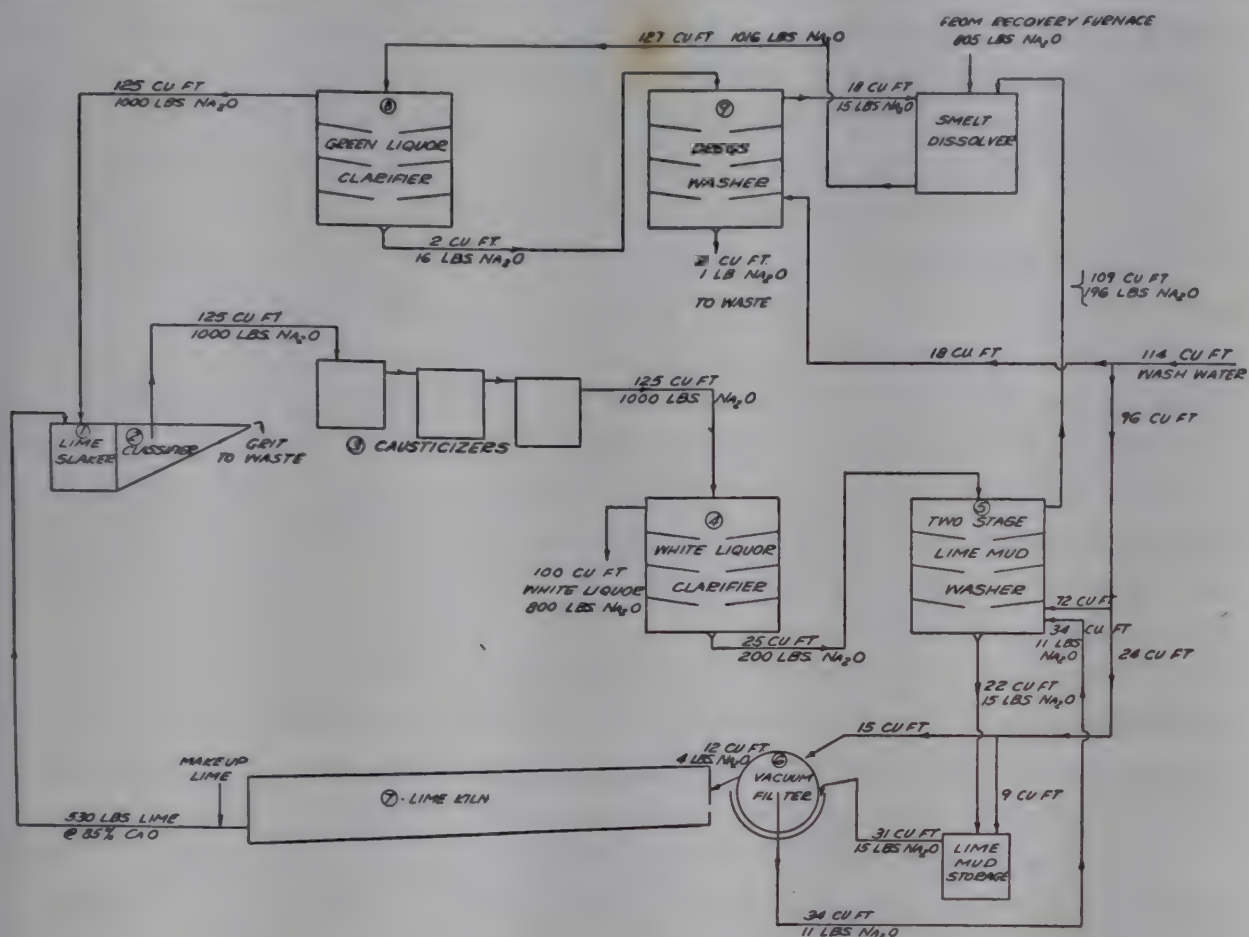 FROM RECOVERY FURNACE
805 LBS NA2O
127 CU FT 1016 LBS NA2O
125 CU FT
1000 LBS NA2O
⑧
GREEN LIQUOR
CLARIFIER
⑨
WASHER
18 CU FT
15 LBS NA2O
SMELT
DISSOLVER
2 CU FT.
16 LBS NA2O
CU FT.
1 LB NA2O
TO WASTE
109 CU FT
196 LBS NA2O
125 CU FT
1000 LBS. NA2O
18 CU FT
114 CU FT
WASH WATER
96 CU FT
① LIME
SLAKER
② CLASSIFIER
GRIT
TO WASTE
③ CAUSTICIZERS
125 CU FT
1000 LBS. NA2O
④
WHITE LIQUOR
CLARIFIER
100 CU FT
WHITE LIQUOR
800 LBS NA2O
25 CU FT
200 LBS. NA2O
⑤
TWO STAGE
LIME MUD
WASHER
72 CU FT
34 CU FT
11 LBS
NA2O
24 CU FT
22 CU FT
15 LBS NA2O
15 CU FT
9 CU FT
MAKEUP
LIME
530 LBS LIME
@ 85% CAO
⑦-LIME KILN
12 CU FT.
4 LBS NA2O
⑥
VACUUM
FILTER
31 CU FT
15 LBS NA2O
LIME
MUD
STORAGE
34 CU FT
11 LBS NA2O